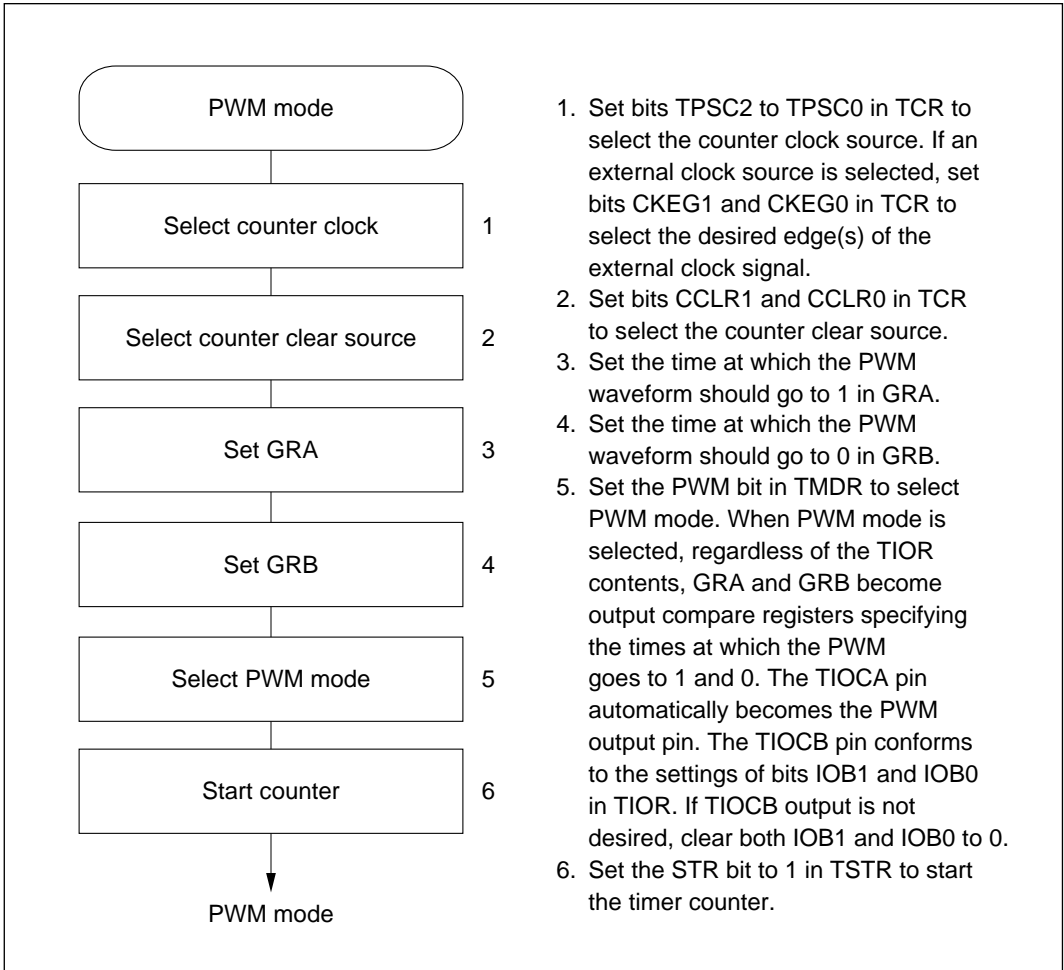 PWM mode
Select counter clock 1
Select counter clear source 2
Set GRA 3
Set GRB 4
Select PWM mode 5
Start counter 6
PWM mode
1. Set bits TPSC2 to TPSC0 in TCR to
select the counter clock source. If an
external clock source is selected, set
bits CKEG1 and CKEG0 in TCR to
select the desired edge(s) of the
external clock signal.
2. Set bits CCLR1 and CCLR0 in TCR
to select the counter clear source.
3. Set the time at which the PWM
waveform should go to 1 in GRA.
4. Set the time at which the PWM
waveform should go to 0 in GRB.
5. Set the PWM bit in TMDR to select
PWM mode. When PWM mode is
selected, regardless of the TIOR
contents, GRA and GRB become
output compare registers specifying
the times at which the PWM
goes to 1 and 0. The TIOCA pin
automatically becomes the PWM
output pin. The TIOCB pin conforms
to the settings of bits IOB1 and IOB0
in TIOR. If TIOCB output is not
desired, clear both IOB1 and IOB0 to 0.
6. Set the STR bit to 1 in TSTR to start
the timer counter.